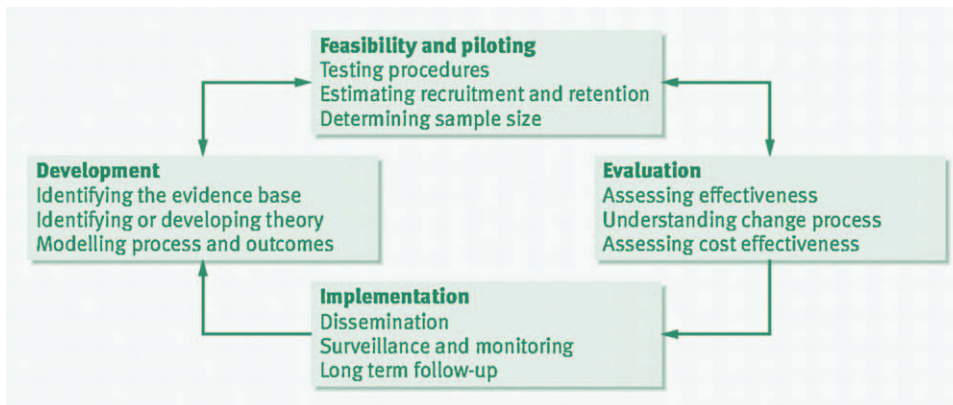 Feasibility and piloting
Testing procedures
Estimating recruitment and retention
Determining sample size
Development
Identifying the evidence base
Identifying or developing theory
Modelling process and outcomes
Evaluation
Assessing effectiveness
Understanding change process
Assessing cost effectiveness
Implementation
Dissemination
Surveillance and monitoring
Long term follow-up